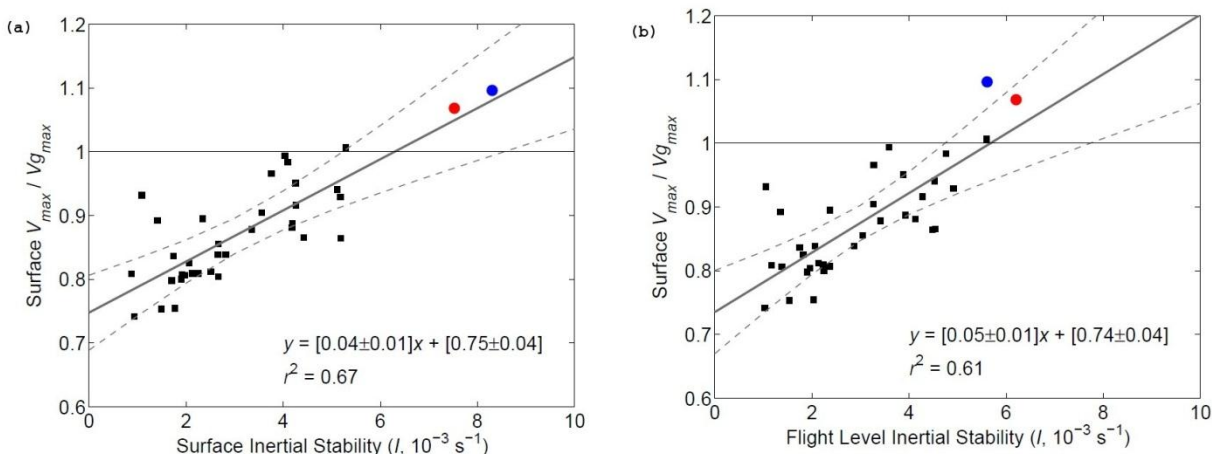 (a)
1.2
1.1
1
0.9
0.8
0.7
0.6
Surface Vmax / Vgmax
y = [0.04±0.01]x + [0.75±0.04]
r² = 0.67
0 2 4 6 8 10
Surface Inertial Stability (I, 10⁻³ s⁻¹)
(b)
1.2
1.1
1
0.9
0.8
0.7
0.6
Surface Vmax / Vgmax
y = [0.05±0.01]x + [0.74±0.04]
r² = 0.61
0 2 4 6 8 10
Flight Level Inertial Stability (I, 10⁻³ s⁻¹)